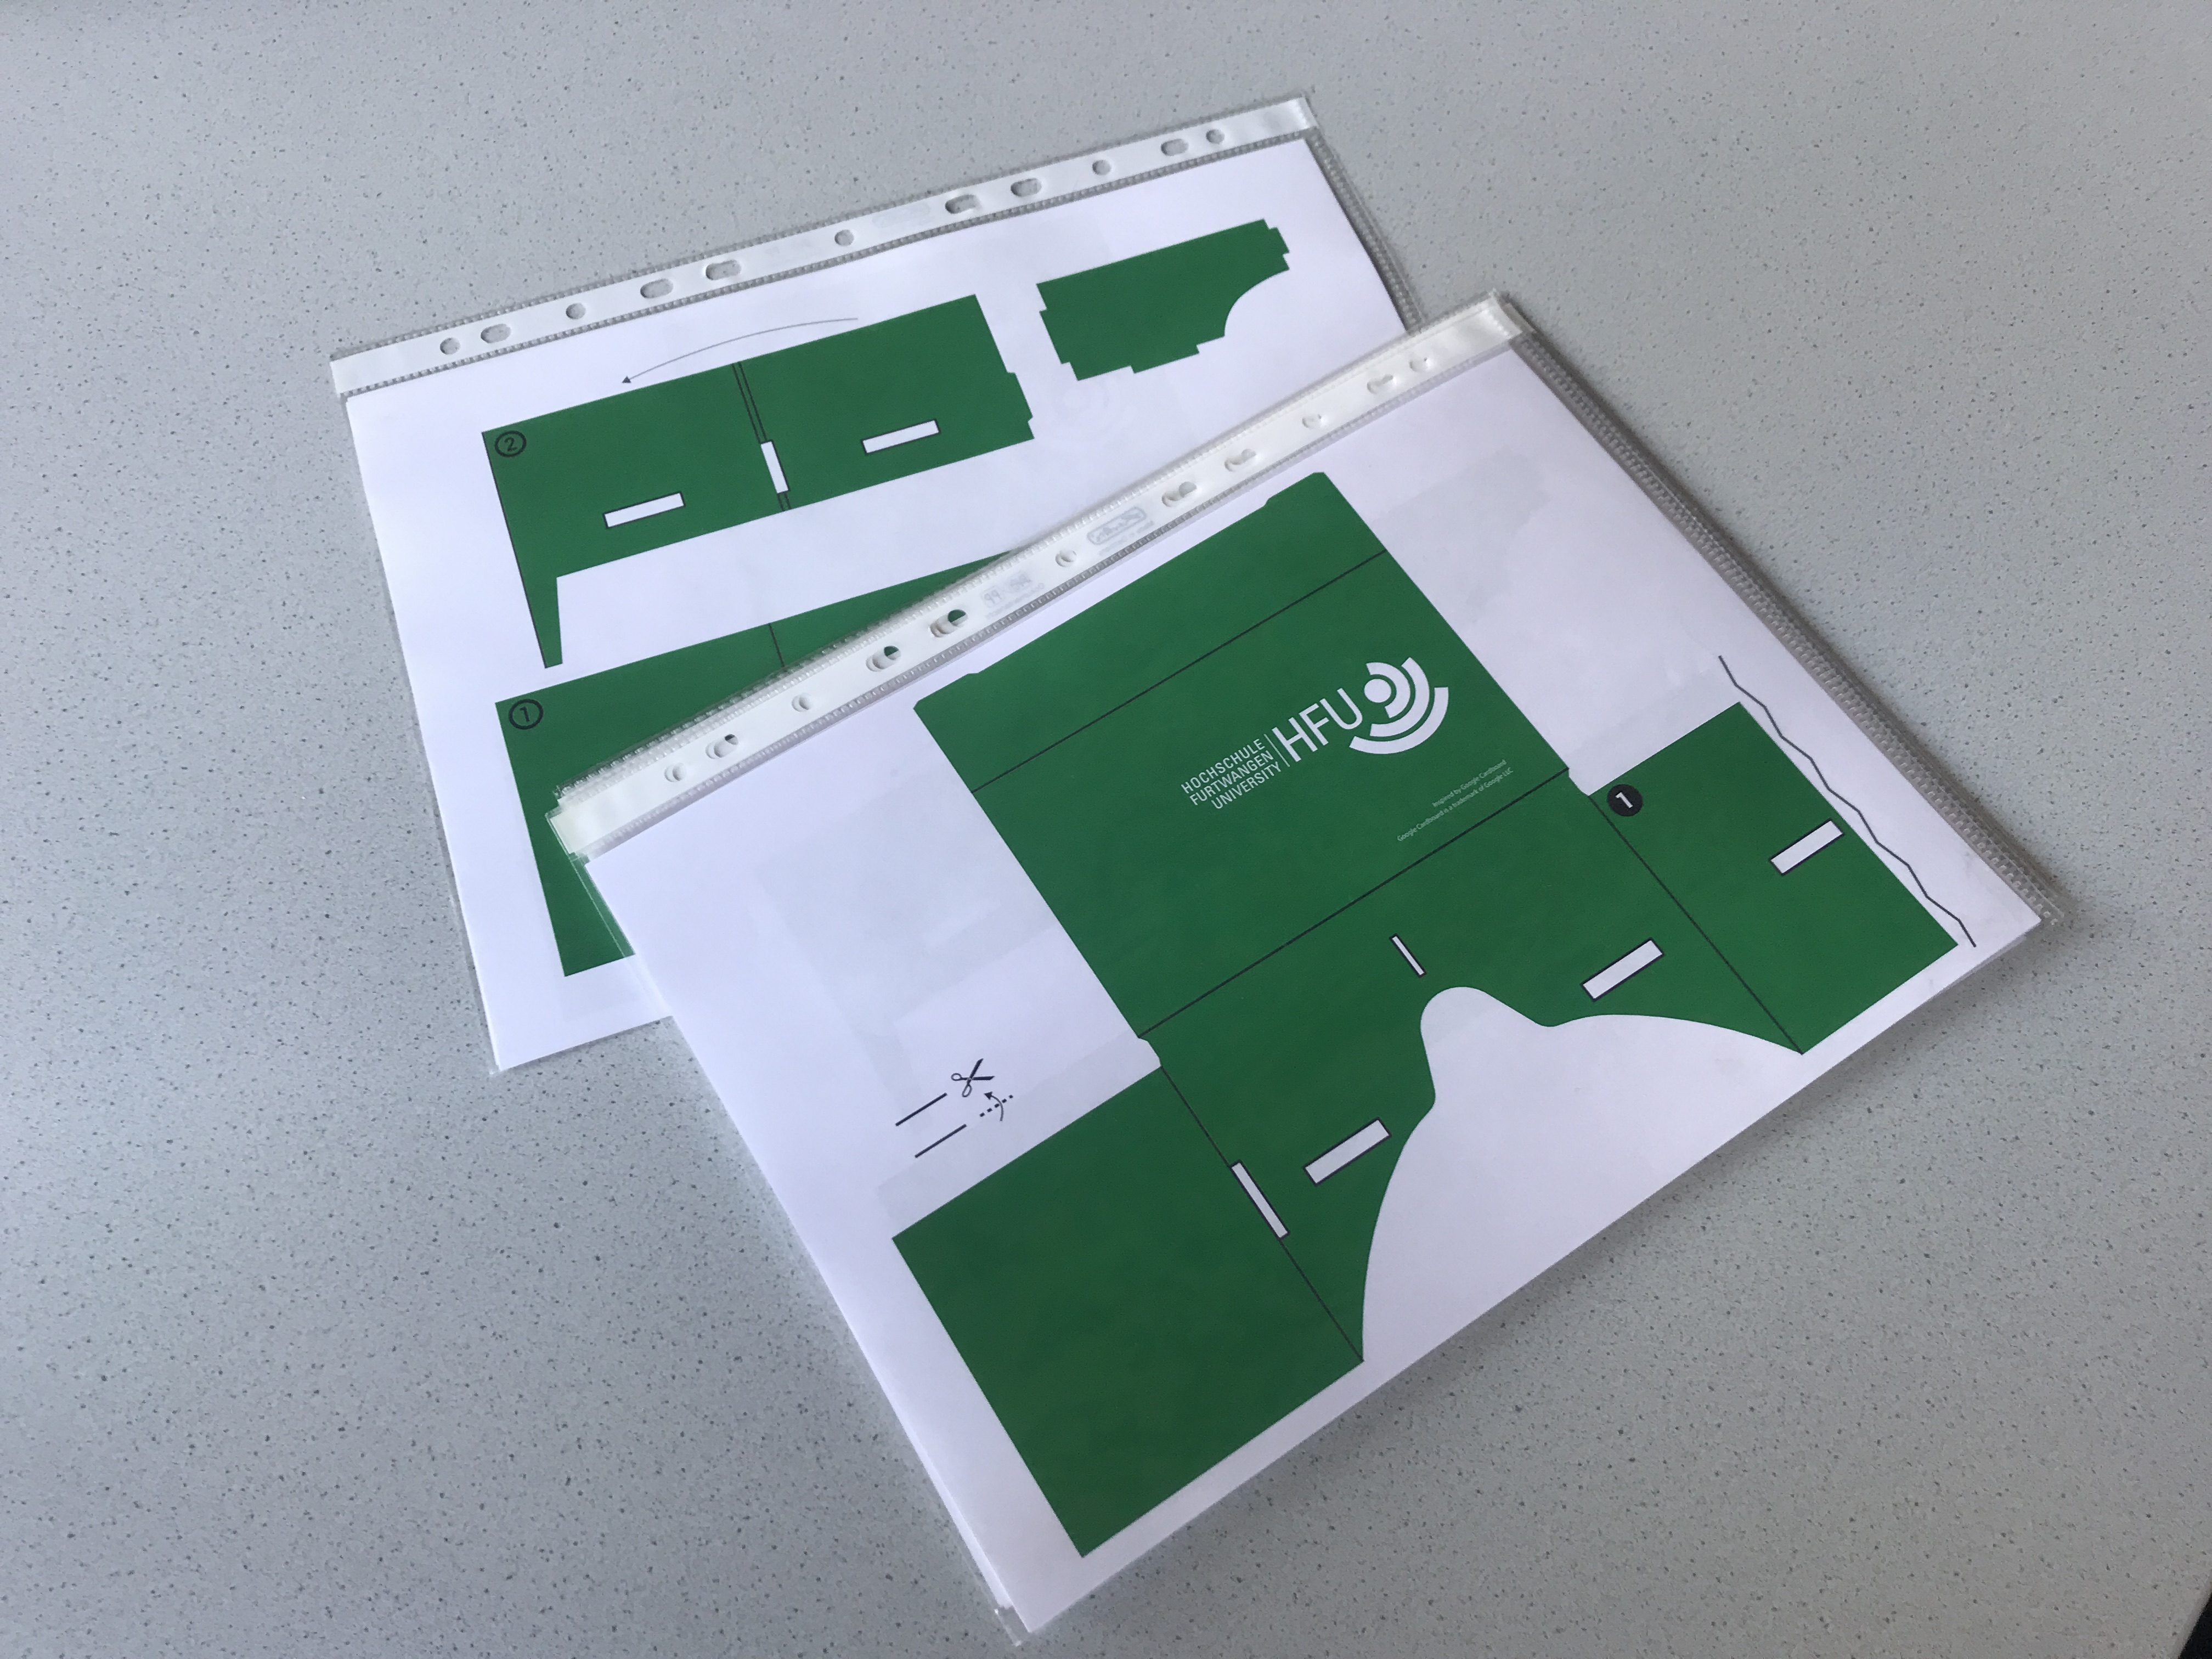 HOCHSCHULE
FURTWANGEN
UNIVERSITY
HFU
Inspired by Google Cardboard
Google Cardboard is a trademark of Google LLC
1
1
2